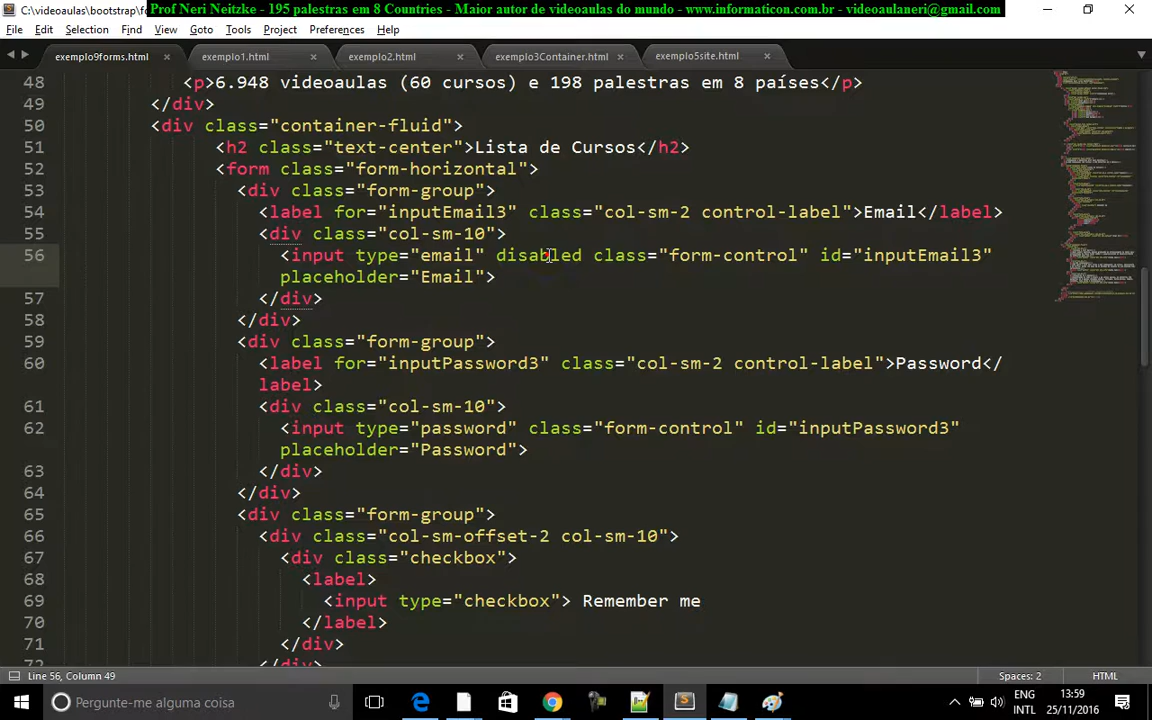 C:\videoaulas\bootstrap\fo
Prof Neri Neitzke - 195 palestras em 8 Countries - Maior autor de videoaulas do mundo - www.informaticon.com.br - videoaulaneri@gmail.com
File Edit Selection Find View Goto Tools Project Preferences Help
exemplo9forms.html × exemplo1.html × exemplo2.html × exemplo3Container.html × exemplo5site.html ×
48 <p>6.948 videoaulas (60 cursos) e 198 palestras em 8 países</p>
49 </div>
50 <div class="container-fluid">
51 <h2 class="text-center">Lista de Cursos</h2>
52 <form class="form-horizontal">
53 <div class="form-group">
54 <label for="inputEmail3" class="col-sm-2 control-label">Email</label>
55 <div class="col-sm-10">
56 <input type="email" disabled class="form-control" id="inputEmail3"
placeholder="Email">
57 </div>
58 </div>
59 <div class="form-group">
60 <label for="inputPassword3" class="col-sm-2 control-label">Password</
label>
61 <div class="col-sm-10">
62 <input type="password" class="form-control" id="inputPassword3"
placeholder="Password">
63 </div>
64 </div>
65 <div class="form-group">
66 <div class="col-sm-offset-2 col-sm-10">
67 <div class="checkbox">
68 <label>
69 <input type="checkbox"> Remember me
70 </label>
71 </div>
72 </div>
Line 56, Column 49 Spaces: 2 HTML
Pergunte-me alguma coisa
ENG 13:59
INTL 25/11/2016